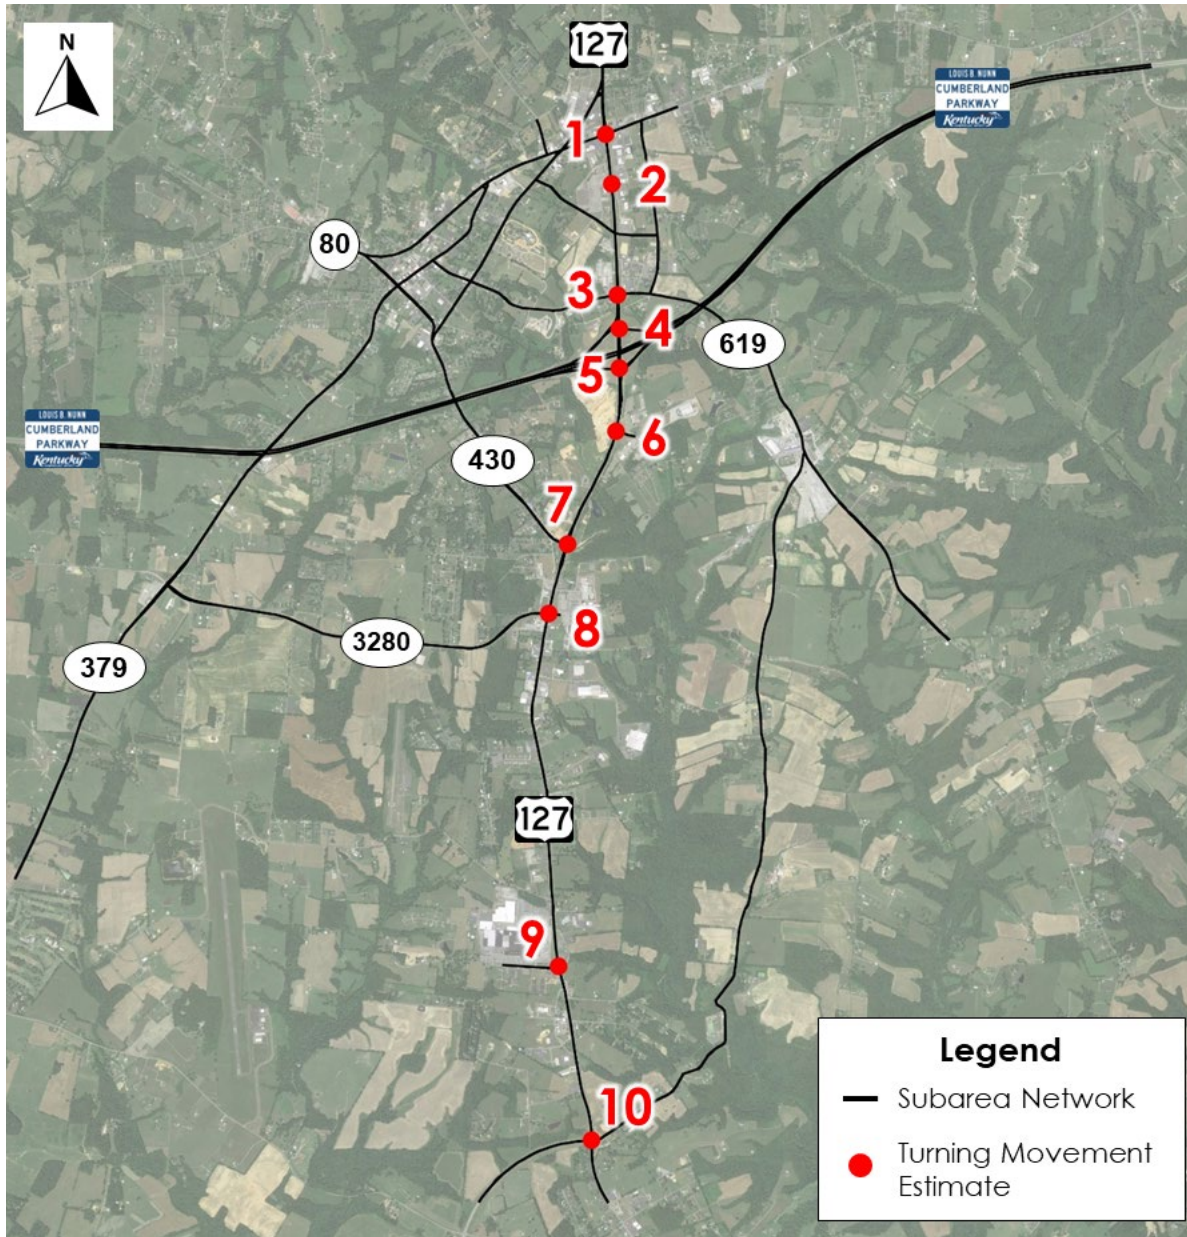 N
127
LOUIS B. NUNN
CUMBERLAND
PARKWAY
Kentucky
1
2
80
3
4
619
5
LOUIS B. NUNN
CUMBERLAND
PARKWAY
Kentucky
6
430
7
8
3280
379
127
9
10
Legend
Subarea Network
Turning Movement
Estimate